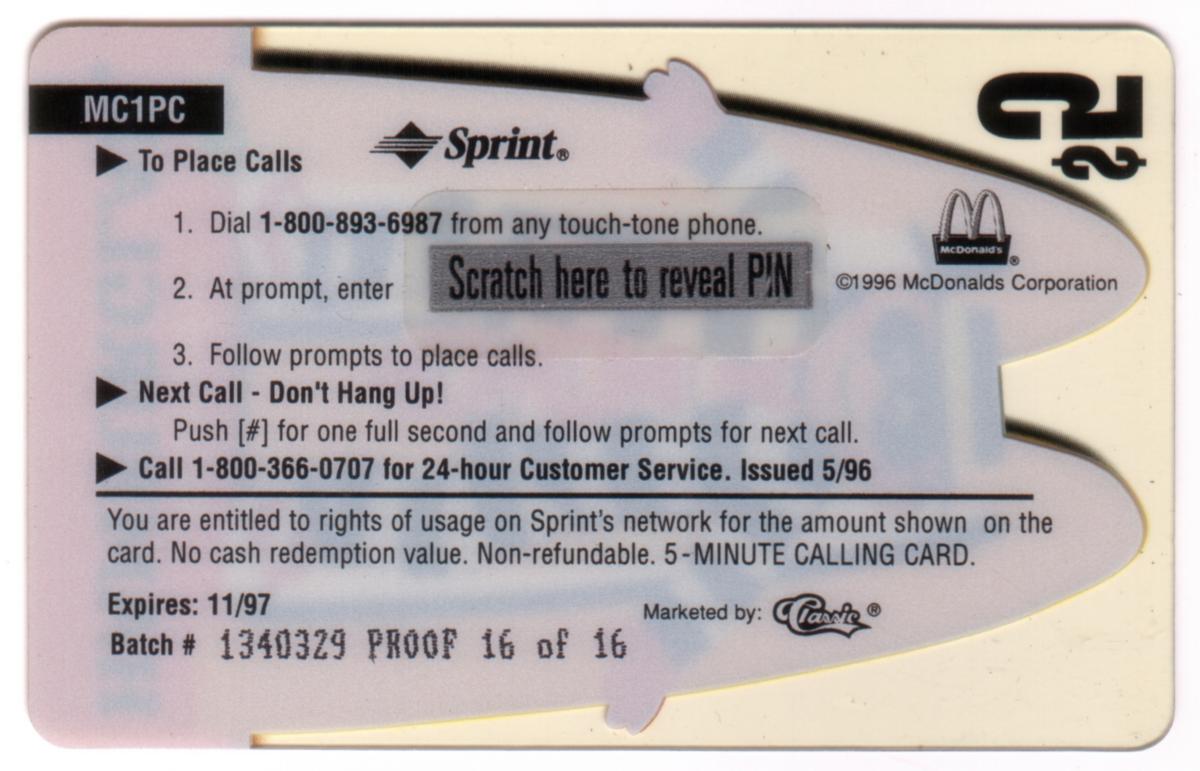 MC1PC
Sprint®
$5
▶ To Place Calls
1. Dial 1-800-893-6987 from any touch-tone phone.
2. At prompt, enter
Scratch here to reveal PIN
McDonald's®
©1996 McDonalds Corporation
3. Follow prompts to place calls.
▶ Next Call - Don't Hang Up!
Push [#] for one full second and follow prompts for next call.
▶ Call 1-800-366-0707 for 24-hour Customer Service. Issued 5/96
You are entitled to rights of usage on Sprint's network for the amount shown on the
card. No cash redemption value. Non-refundable. 5-MINUTE CALLING CARD.
Expires: 11/97
Marketed by: Classic®
Batch # 1340329 PROOF 16 of 16